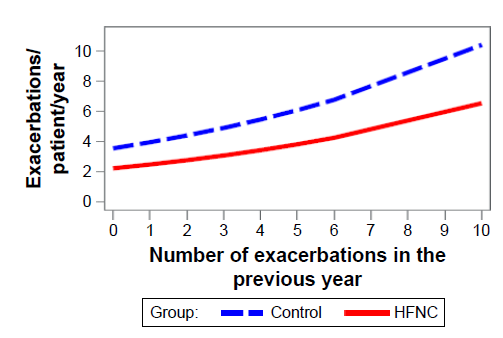 Exacerbations/
patient/year
10
8
6
4
2
0
0 1 2 3 4 5 6 7 8 9 10
Number of exacerbations in the
previous year
Group: Control HFNC